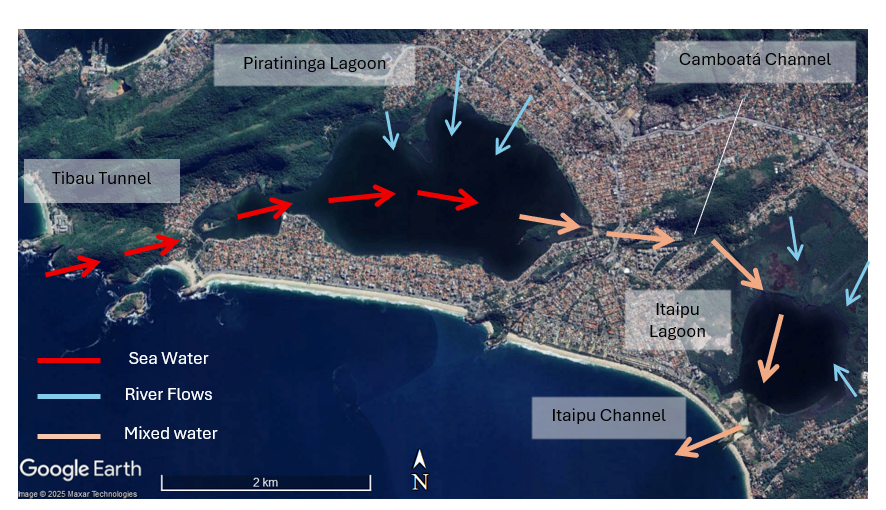 Piratininga Lagoon
Camboatá Channel
Tibau Tunnel
Itaipu
Lagoon
Sea Water
River Flows
Itaipu Channel
Mixed water
Google Earth
Image © 2025 Maxar Technologies
2 km
N